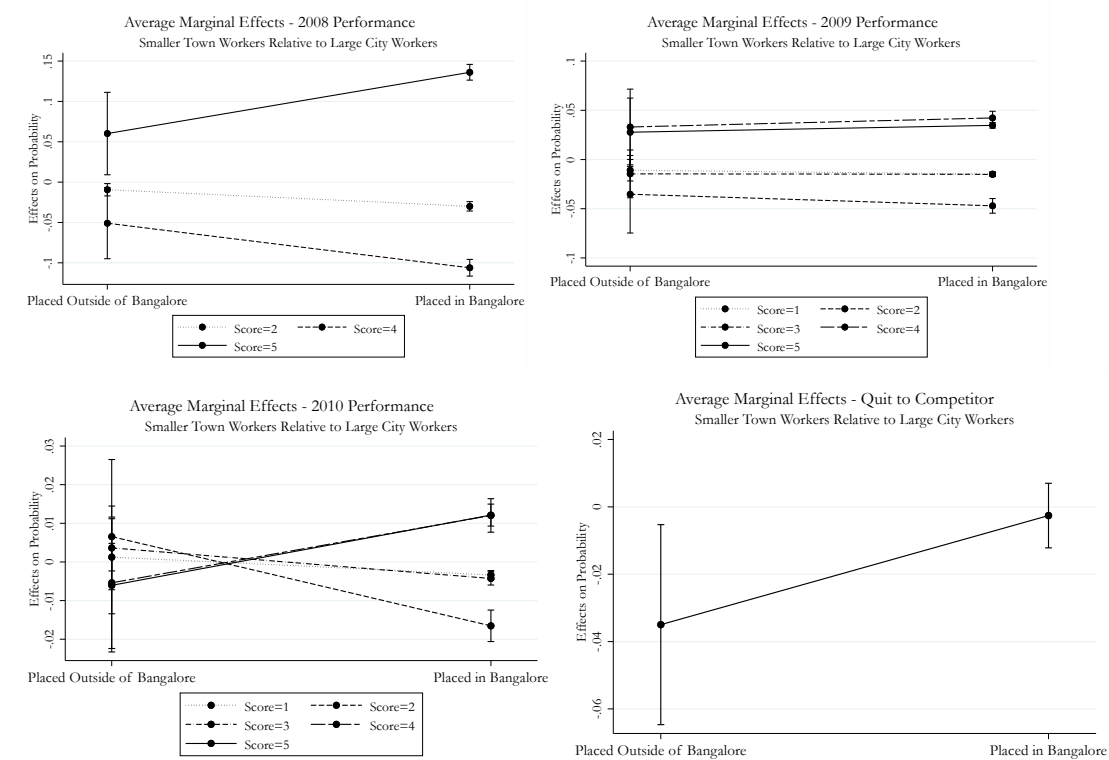 Average Marginal Effects - 2008 Performance
Smaller Town Workers Relative to Large City Workers
Effects on Probability
.15
.1
.05
0
-.05
-.1
Placed Outside of Bangalore
Placed in Bangalore
Score=2
Score=4
Score=5
Average Marginal Effects - 2009 Performance
Smaller Town Workers Relative to Large City Workers
Effects on Probability
.1
.05
0
-.05
-.1
Placed Outside of Bangalore
Placed in Bangalore
Score=1
Score=2
Score=3
Score=4
Score=5
Average Marginal Effects - 2010 Performance
Smaller Town Workers Relative to Large City Workers
Effects on Probability
.03
.02
.01
0
-.01
-.02
Placed Outside of Bangalore
Placed in Bangalore
Score=1
Score=2
Score=3
Score=4
Score=5
Average Marginal Effects - Quit to Competitor
Smaller Town Workers Relative to Large City Workers
Effects on Probability
.02
0
-.02
-.04
-.06
Placed Outside of Bangalore
Placed in Bangalore